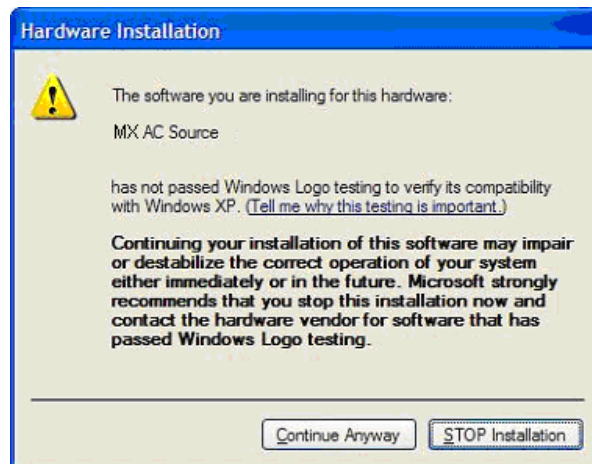 Hardware Installation
The software you are installing for this hardware:
MX AC Source
has not passed Windows Logo testing to verify its compatibility
with Windows XP. (Tell me why this testing is important.)
Continuing your installation of this software may impair
or destabilize the correct operation of your system
either immediately or in the future. Microsoft strongly
recommends that you stop this installation now and
contact the hardware vendor for software that has
passed Windows Logo testing.
Continue Anyway
STOP Installation